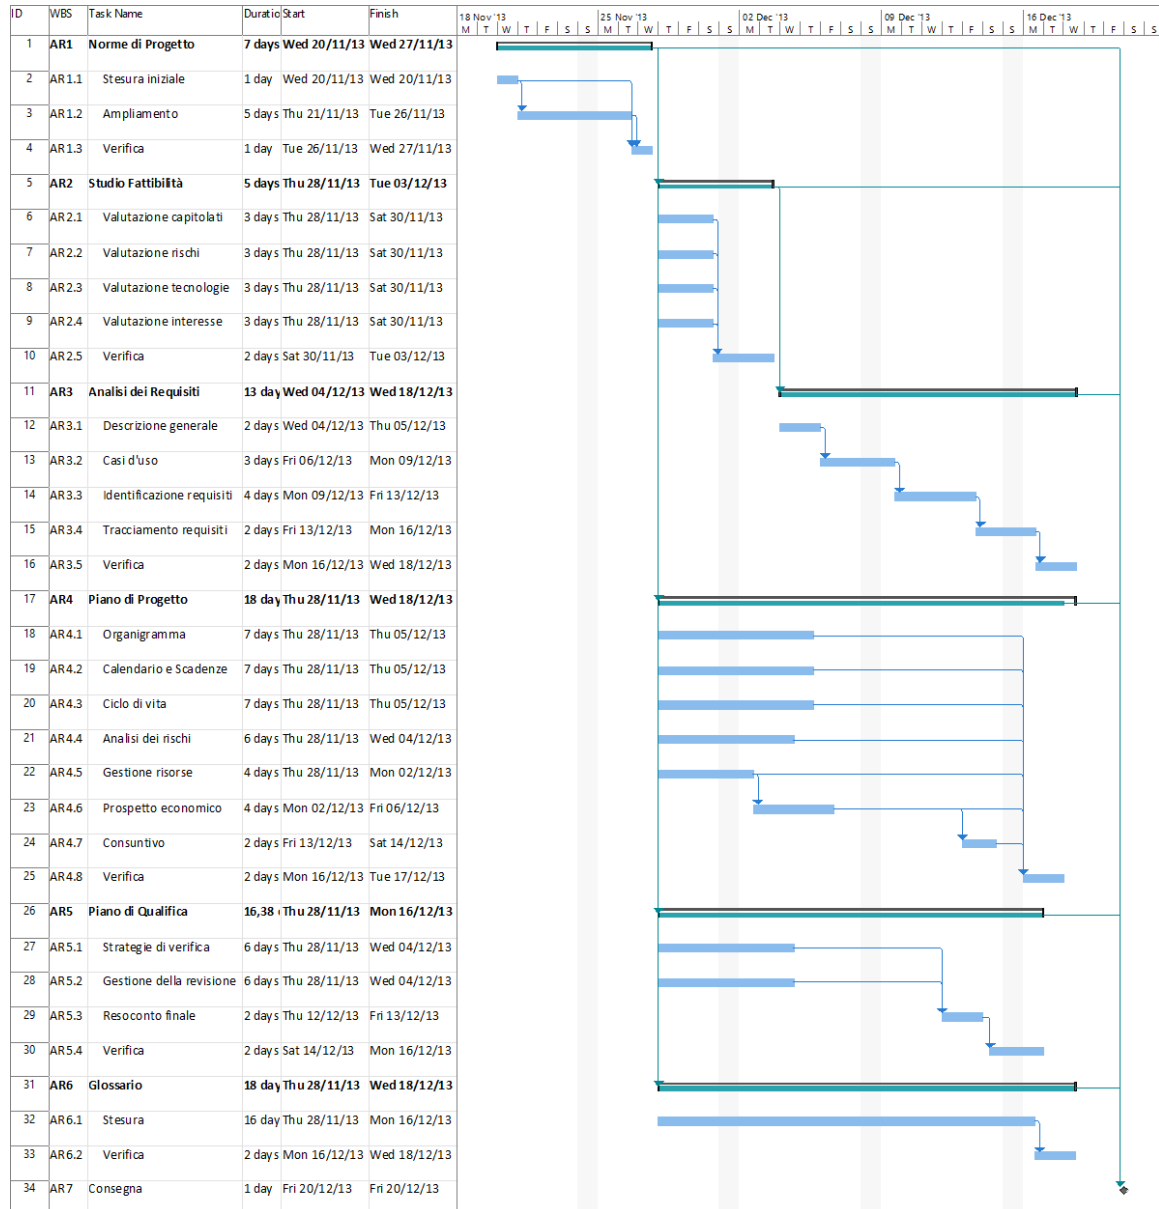 ID WBS Task Name Duratio Start Finish 18 Nov '13 25 Nov '13 02 Dec '13 09 Dec '13 16 Dec '13
M T W T F S S M T W T F S S M T W T F S S M T W T F S S M T W T F S S
1 AR1 Norme di Progetto 7 days Wed 20/11/13 Wed 27/11/13
2 AR1.1 Stesura iniziale 1 day Wed 20/11/13 Wed 20/11/13
3 AR1.2 Ampliamento 5 days Thu 21/11/13 Tue 26/11/13
4 AR1.3 Verifica 1 day Tue 26/11/13 Wed 27/11/13
5 AR2 Studio Fattibilità 5 days Thu 28/11/13 Tue 03/12/13
6 AR2.1 Valutazione capitolati 3 days Thu 28/11/13 Sat 30/11/13
7 AR2.2 Valutazione rischi 3 days Thu 28/11/13 Sat 30/11/13
8 AR2.3 Valutazione tecnologie 3 days Thu 28/11/13 Sat 30/11/13
9 AR2.4 Valutazione interesse 3 days Thu 28/11/13 Sat 30/11/13
10 AR2.5 Verifica 2 days Sat 30/11/13 Tue 03/12/13
11 AR3 Analisi dei Requisiti 13 day Wed 04/12/13 Wed 18/12/13
12 AR3.1 Descrizione generale 2 days Wed 04/12/13 Thu 05/12/13
13 AR3.2 Casi d'uso 3 days Fri 06/12/13 Mon 09/12/13
14 AR3.3 Identificazione requisiti 4 days Mon 09/12/13 Fri 13/12/13
15 AR3.4 Tracciamento requisiti 2 days Fri 13/12/13 Mon 16/12/13
16 AR3.5 Verifica 2 days Mon 16/12/13 Wed 18/12/13
17 AR4 Piano di Progetto 18 day Thu 28/11/13 Wed 18/12/13
18 AR4.1 Organigramma 7 days Thu 28/11/13 Thu 05/12/13
19 AR4.2 Calendario e Scadenze 7 days Thu 28/11/13 Thu 05/12/13
20 AR4.3 Ciclo di vita 7 days Thu 28/11/13 Thu 05/12/13
21 AR4.4 Analisi dei rischi 6 days Thu 28/11/13 Wed 04/12/13
22 AR4.5 Gestione risorse 4 days Thu 28/11/13 Mon 02/12/13
23 AR4.6 Prospetto economico 4 days Mon 02/12/13 Fri 06/12/13
24 AR4.7 Consuntivo 2 days Fri 13/12/13 Sat 14/12/13
25 AR4.8 Verifica 2 days Mon 16/12/13 Tue 17/12/13
26 AR5 Piano di Qualifica 16,38 Thu 28/11/13 Mon 16/12/13
27 AR5.1 Strategie di verifica 6 days Thu 28/11/13 Wed 04/12/13
28 AR5.2 Gestione della revisione 6 days Thu 28/11/13 Wed 04/12/13
29 AR5.3 Resoconto finale 2 days Thu 12/12/13 Fri 13/12/13
30 AR5.4 Verifica 2 days Sat 14/12/13 Mon 16/12/13
31 AR6 Glossario 18 day Thu 28/11/13 Wed 18/12/13
32 AR6.1 Stesura 16 day Thu 28/11/13 Mon 16/12/13
33 AR6.2 Verifica 2 days Mon 16/12/13 Wed 18/12/13
34 AR7 Consegna 1 day Fri 20/12/13 Fri 20/12/13